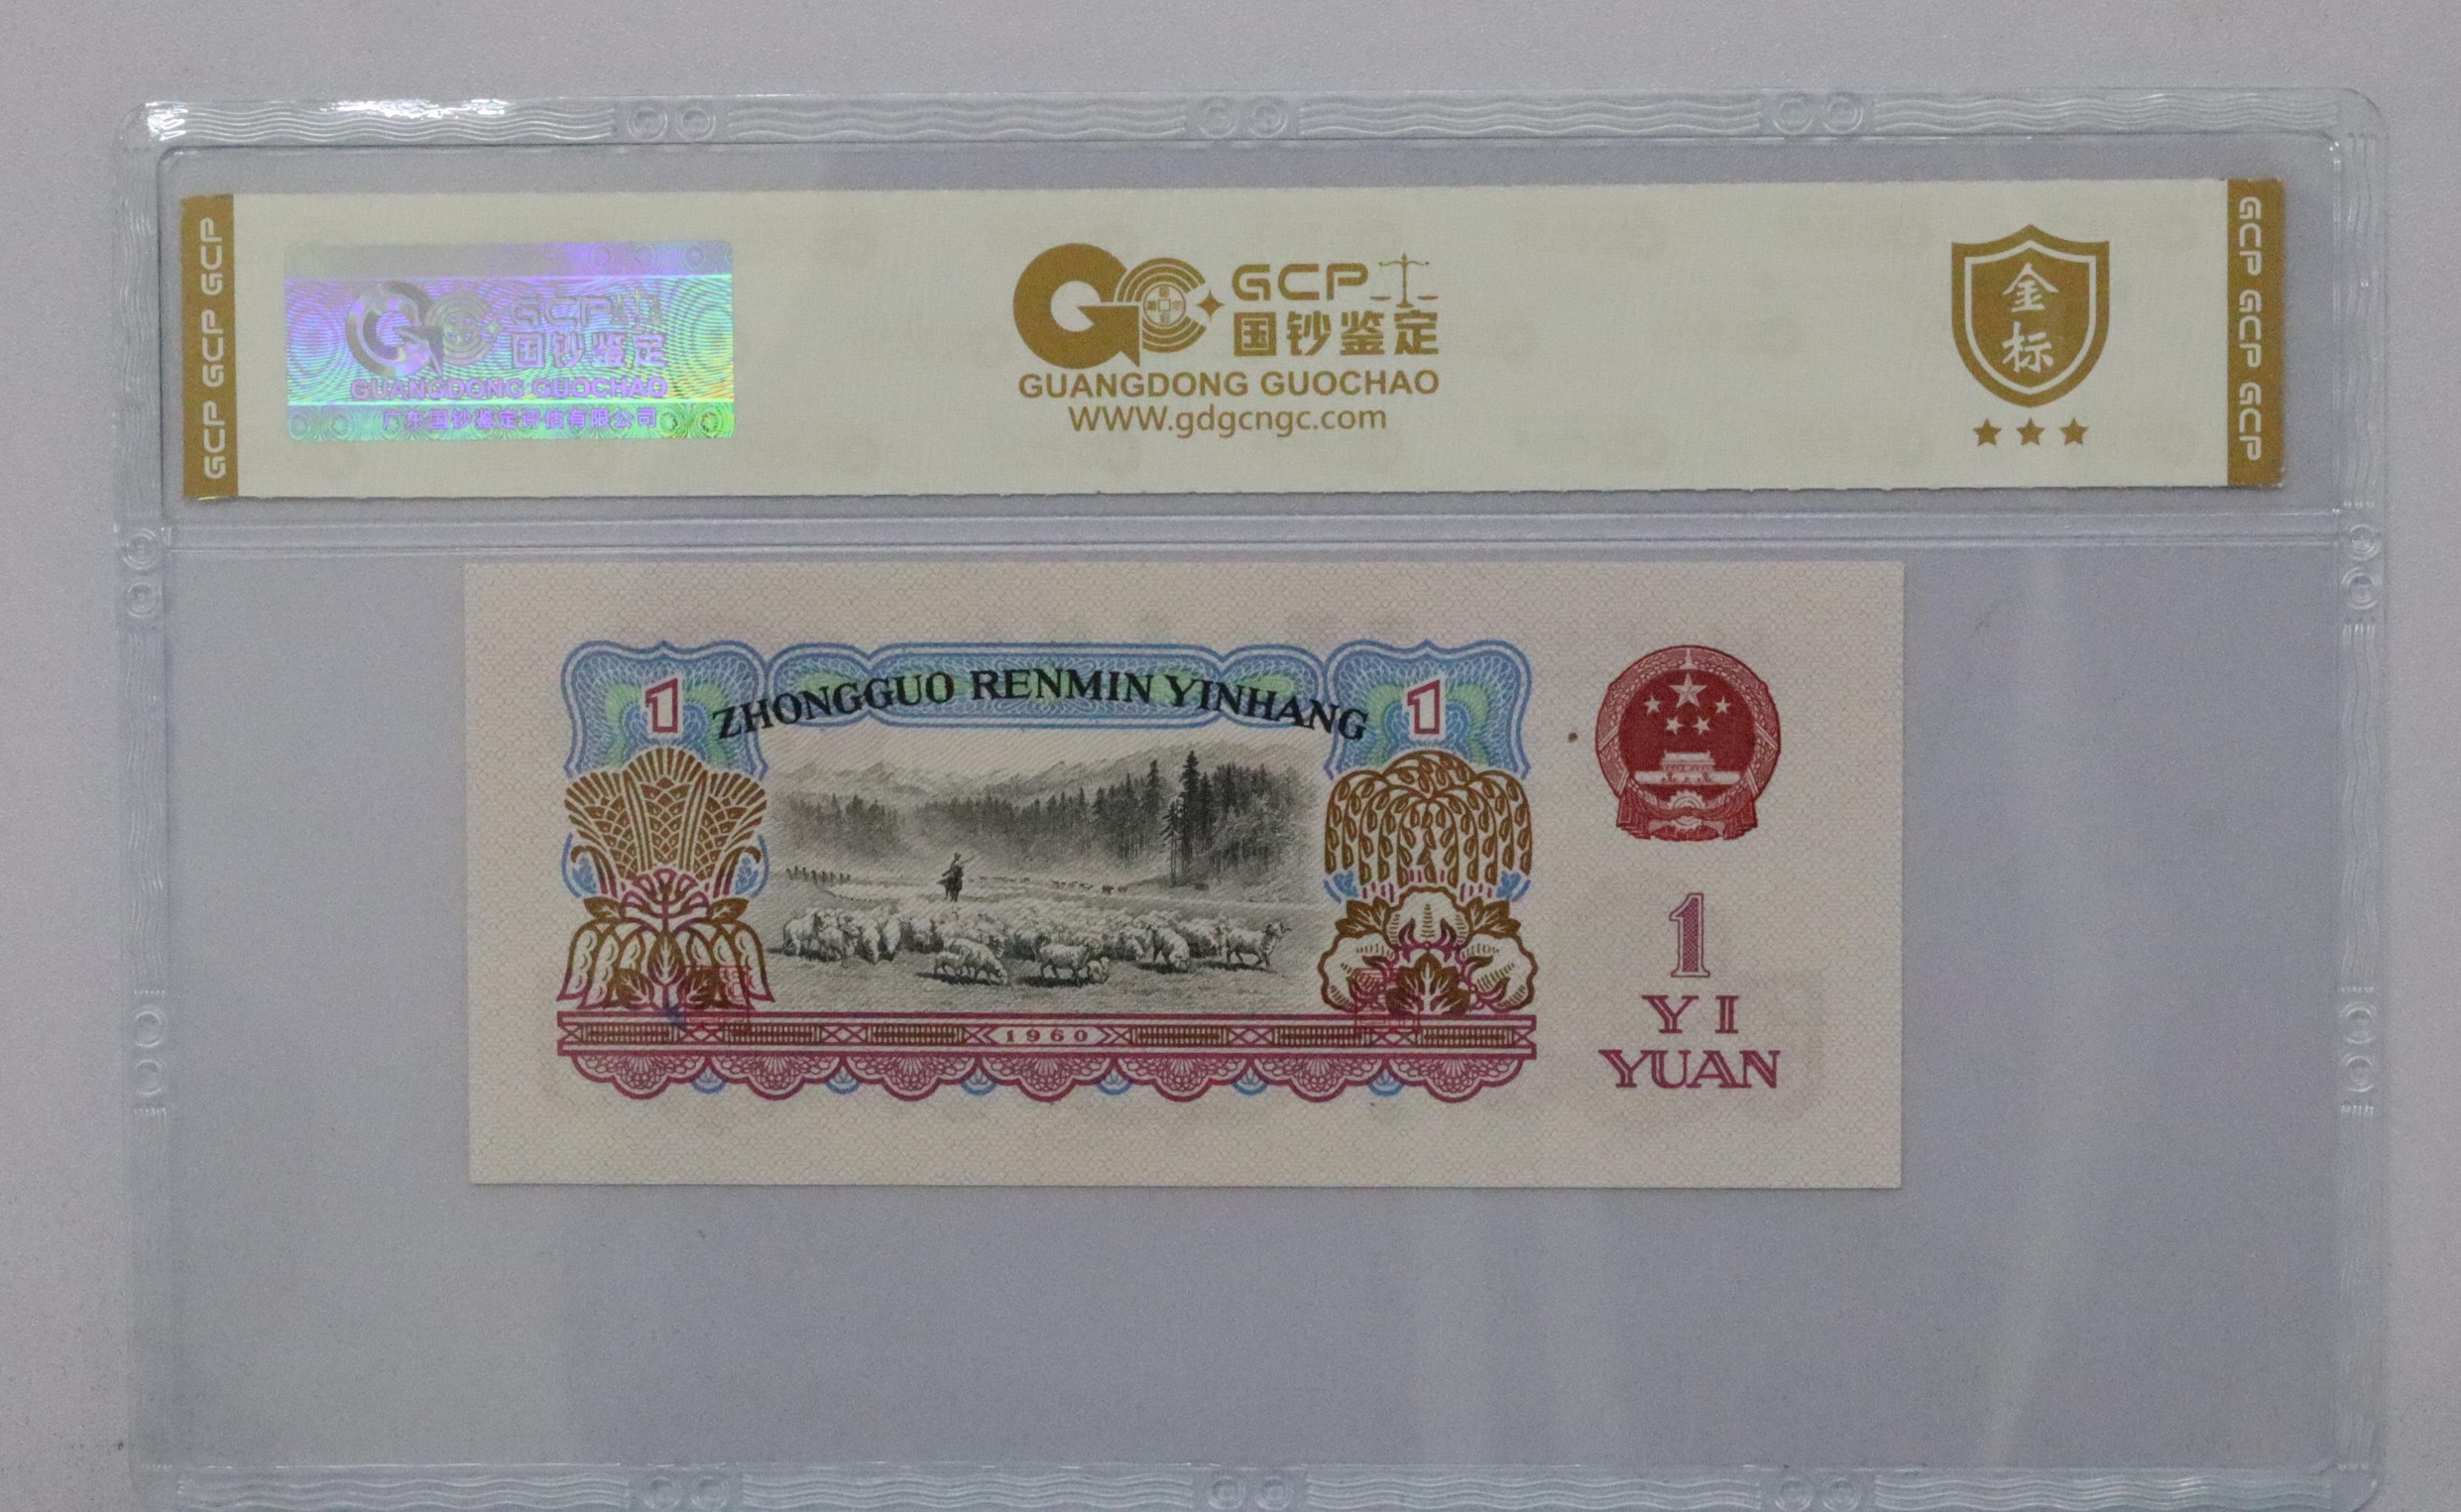 GCP GCP GCP
GCP
国钞鉴定
GUANGDONG GUOCHAO
广东国钞鉴定评估有限公司
GCP
国钞鉴定
GUANGDONG GUOCHAO
WWW.gdgcngc.com
金
标
GCP GCP GCP
1
ZHONGGUO RENMIN YINHANG
1
1960
1
YI
YUAN